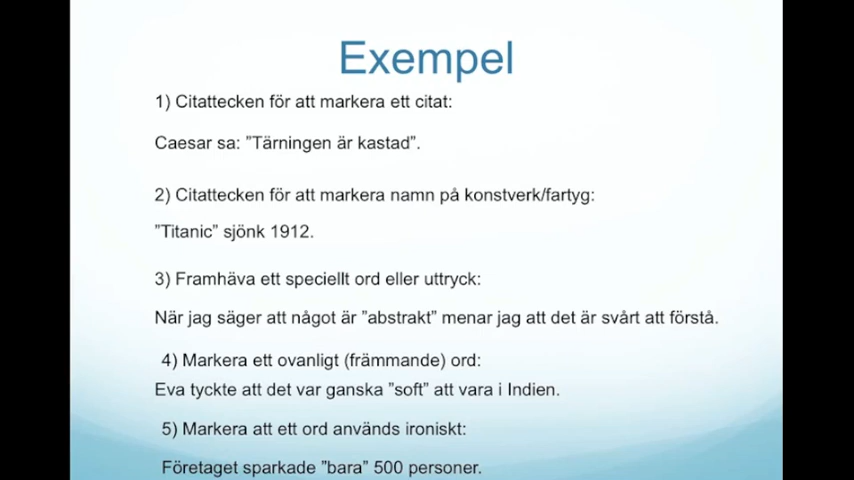 Exempel
1) Citattecken för att markera ett citat:
Caesar sa: ”Tärningen är kastad”.
2) Citattecken för att markera namn på konstverk/fartyg:
”Titanic” sjönk 1912.
3) Framhäva ett speciellt ord eller uttryck:
När jag säger att något är ”abstrakt” menar jag att det är svårt att förstå.
4) Markera ett ovanligt (främmande) ord:
Eva tyckte att det var ganska ”soft” att vara i Indien.
5) Markera att ett ord används ironiskt:
Företaget sparkade ”bara” 500 personer.